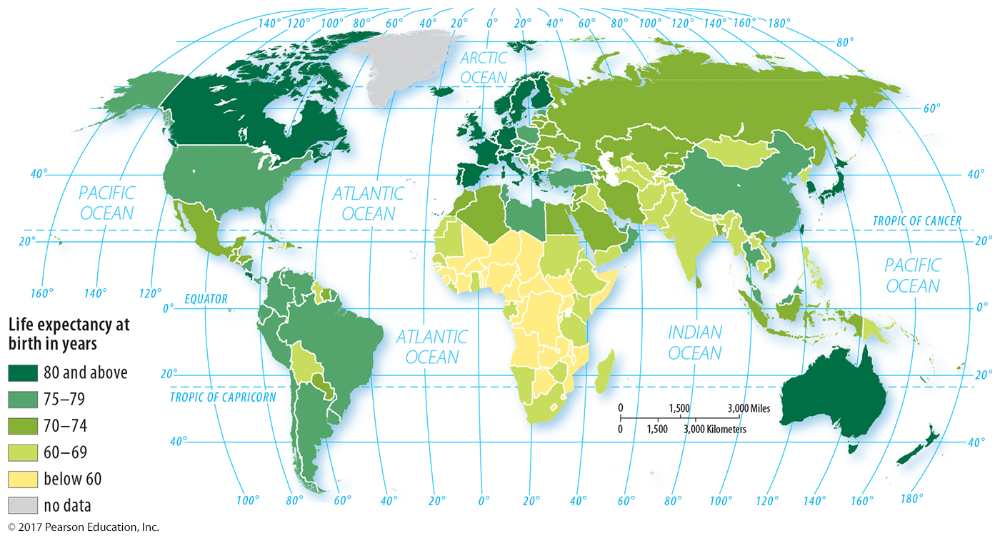 140° 120° 100° 80° 60° 40° 20° 0° 20° 40° 60° 80° 100° 120° 140° 160° 180°
80°
ARCTIC
OCEAN
60°
40°
40°
PACIFIC
OCEAN
ATLANTIC
OCEAN
TROPIC OF CANCER
20°
20°
PACIFIC
OCEAN
160° 140° 120°
EQUATOR
0°
0°
Life expectancy at
birth in years
80 and above
75–79
70–74
60–69
below 60
no data
ATLANTIC
OCEAN
INDIAN
OCEAN
20°
20°
TROPIC OF CAPRICORN
0 1,500 3,000 Miles
0 1,500 3,000 Kilometers
40°
40°
100° 80° 60° 40° 20° 0° 20° 40° 60° 80° 100° 120° 140° 160° 180°
© 2017 Pearson Education, Inc.